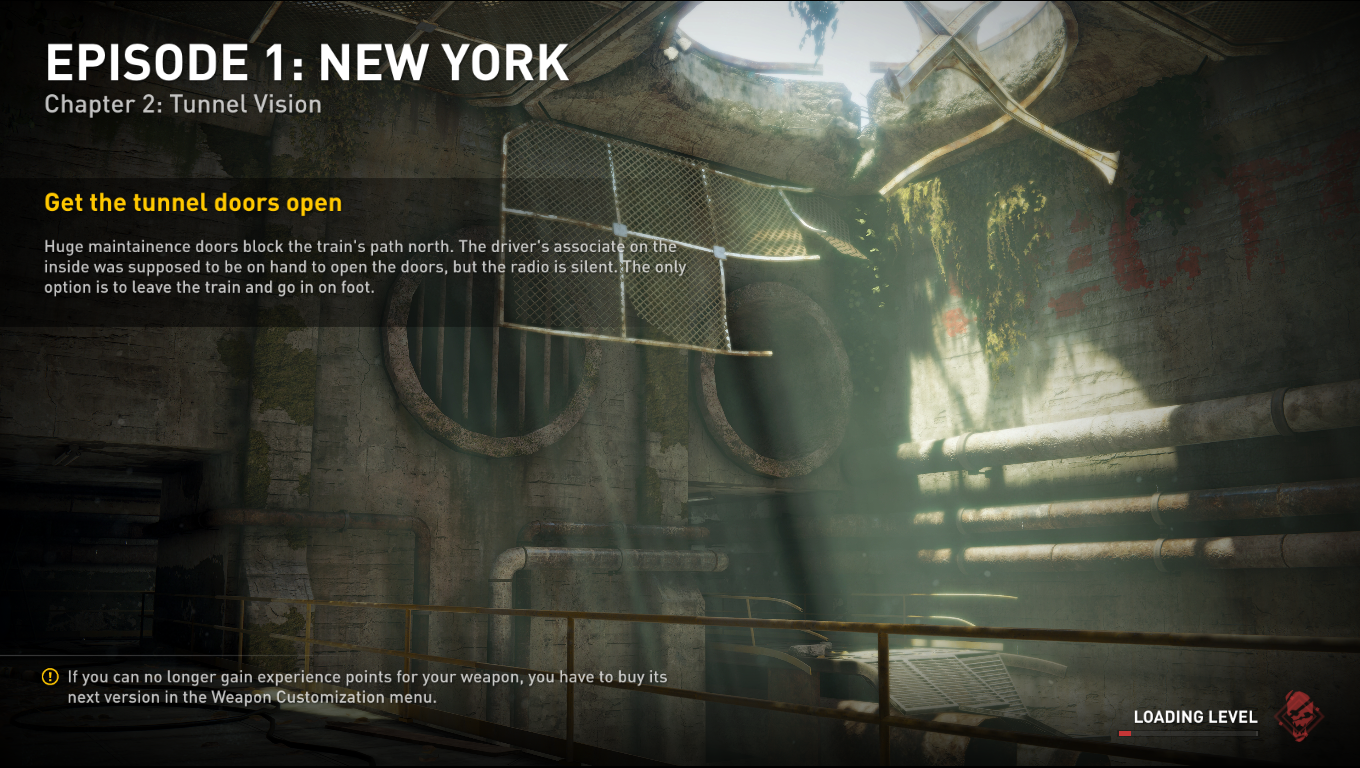 EPISODE 1: NEW YORK
Chapter 2: Tunnel Vision
Get the tunnel doors open
Huge maintainence doors block the train's path north. The driver's associate on the
inside was supposed to be on hand to open the doors, but the radio is silent. The only
option is to leave the train and go in on foot.
If you can no longer gain experience points for your weapon, you have to buy its
next version in the Weapon Customization menu.
LOADING LEVEL